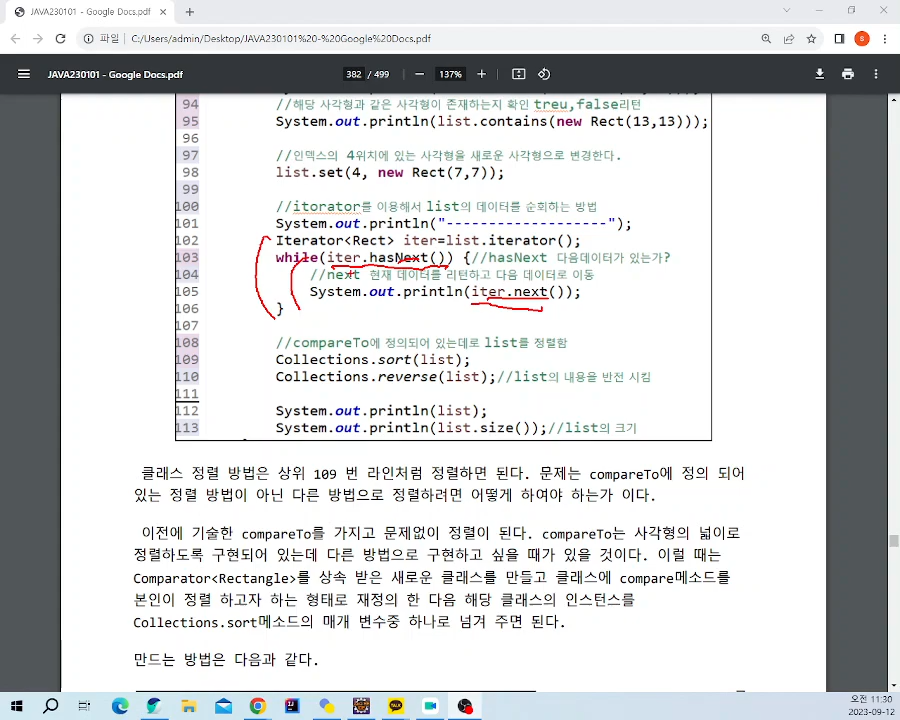 JAVA230101 - Google Docs.pdf
파일 C:/Users/admin/Desktop/JAVA230101%20-%20Google%20Docs.pdf
JAVA230101 - Google Docs.pdf 382 / 499 137%
94 //해당 사각형과 같은 사각형이 존재하는지 확인 treu,false리턴
95 System.out.println(list.contains(new Rect(13,13)));
96
97 //인덱스의 4위치에 있는 사각형을 새로운 사각형으로 변경한다.
98 list.set(4, new Rect(7,7));
99
100 //itorator를 이용해서 list의 데이터를 순회하는 방법
101 System.out.println("-------------------");
102 Iterator<Rect> iter=list.iterator();
103 while(iter.hasNext()) {//hasNext 다음데이터가 있는가?
104 //next 현재 데이터를 리턴하고 다음 데이터로 이동
105 System.out.println(iter.next());
106 }
107
108 //compareTo에 정의되어 있는데로 list를 정렬함
109 Collections.sort(list);
110 Collections.reverse(list);//list의 내용을 반전 시킴
111
112 System.out.println(list);
113 System.out.println(list.size());//list의 크기
클래스 정렬 방법은 상위 109 번 라인처럼 정렬하면 된다. 문제는 compareTo에 정의 되어
있는 정렬 방법이 아닌 다른 방법으로 정렬하려면 어떻게 하여야 하는가 이다.
이전에 기술한 compareTo를 가지고 문제없이 정렬이 된다. compareTo는 사각형의 넓이로
정렬하도록 구현되어 있는데 다른 방법으로 구현하고 싶을 때가 있을 것이다. 이럴 때는
Comparator<Rectangle>를 상속 받은 새로운 클래스를 만들고 클래스에 compare메소드를
본인이 정렬 하고자 하는 형태로 재정의 한 다음 해당 클래스의 인스턴스를
Collections.sort메소드의 매개 변수중 하나로 넘겨 주면 된다.
만드는 방법은 다음과 같다.
오전 11:30
2023-09-12